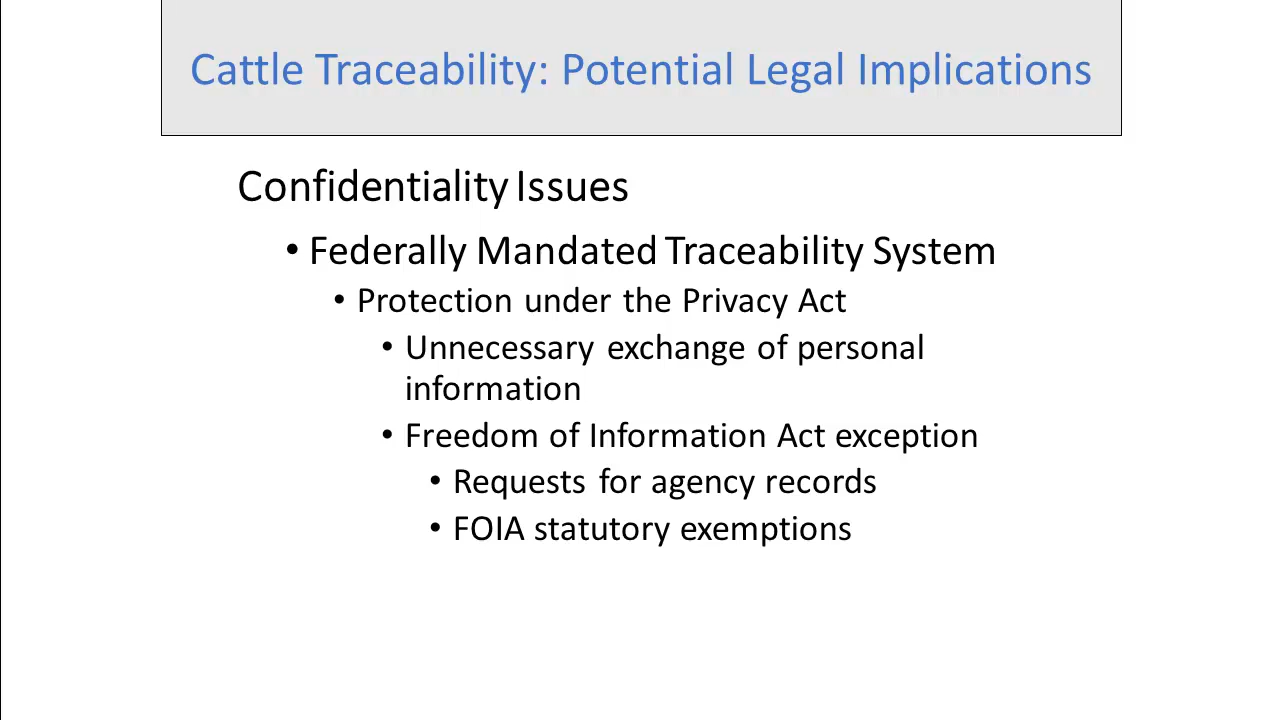 Cattle Traceability: Potential Legal Implications
Confidentiality Issues
• Federally Mandated Traceability System
• Protection under the Privacy Act
• Unnecessary exchange of personal
information
• Freedom of Information Act exception
• Requests for agency records
• FOIA statutory exemptions